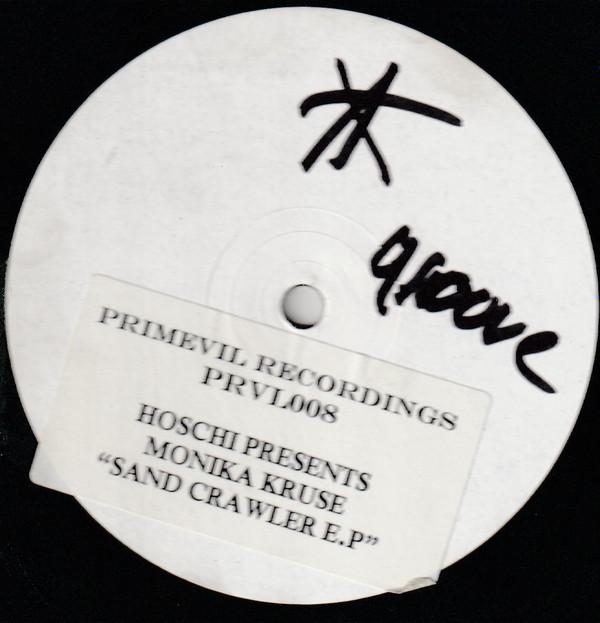 groove
PRIMEVIL RECORDINGS
PRVL008
HOSCHI PRESENTS
MONIKA KRUSE
“SAND CRAWLER E.P”